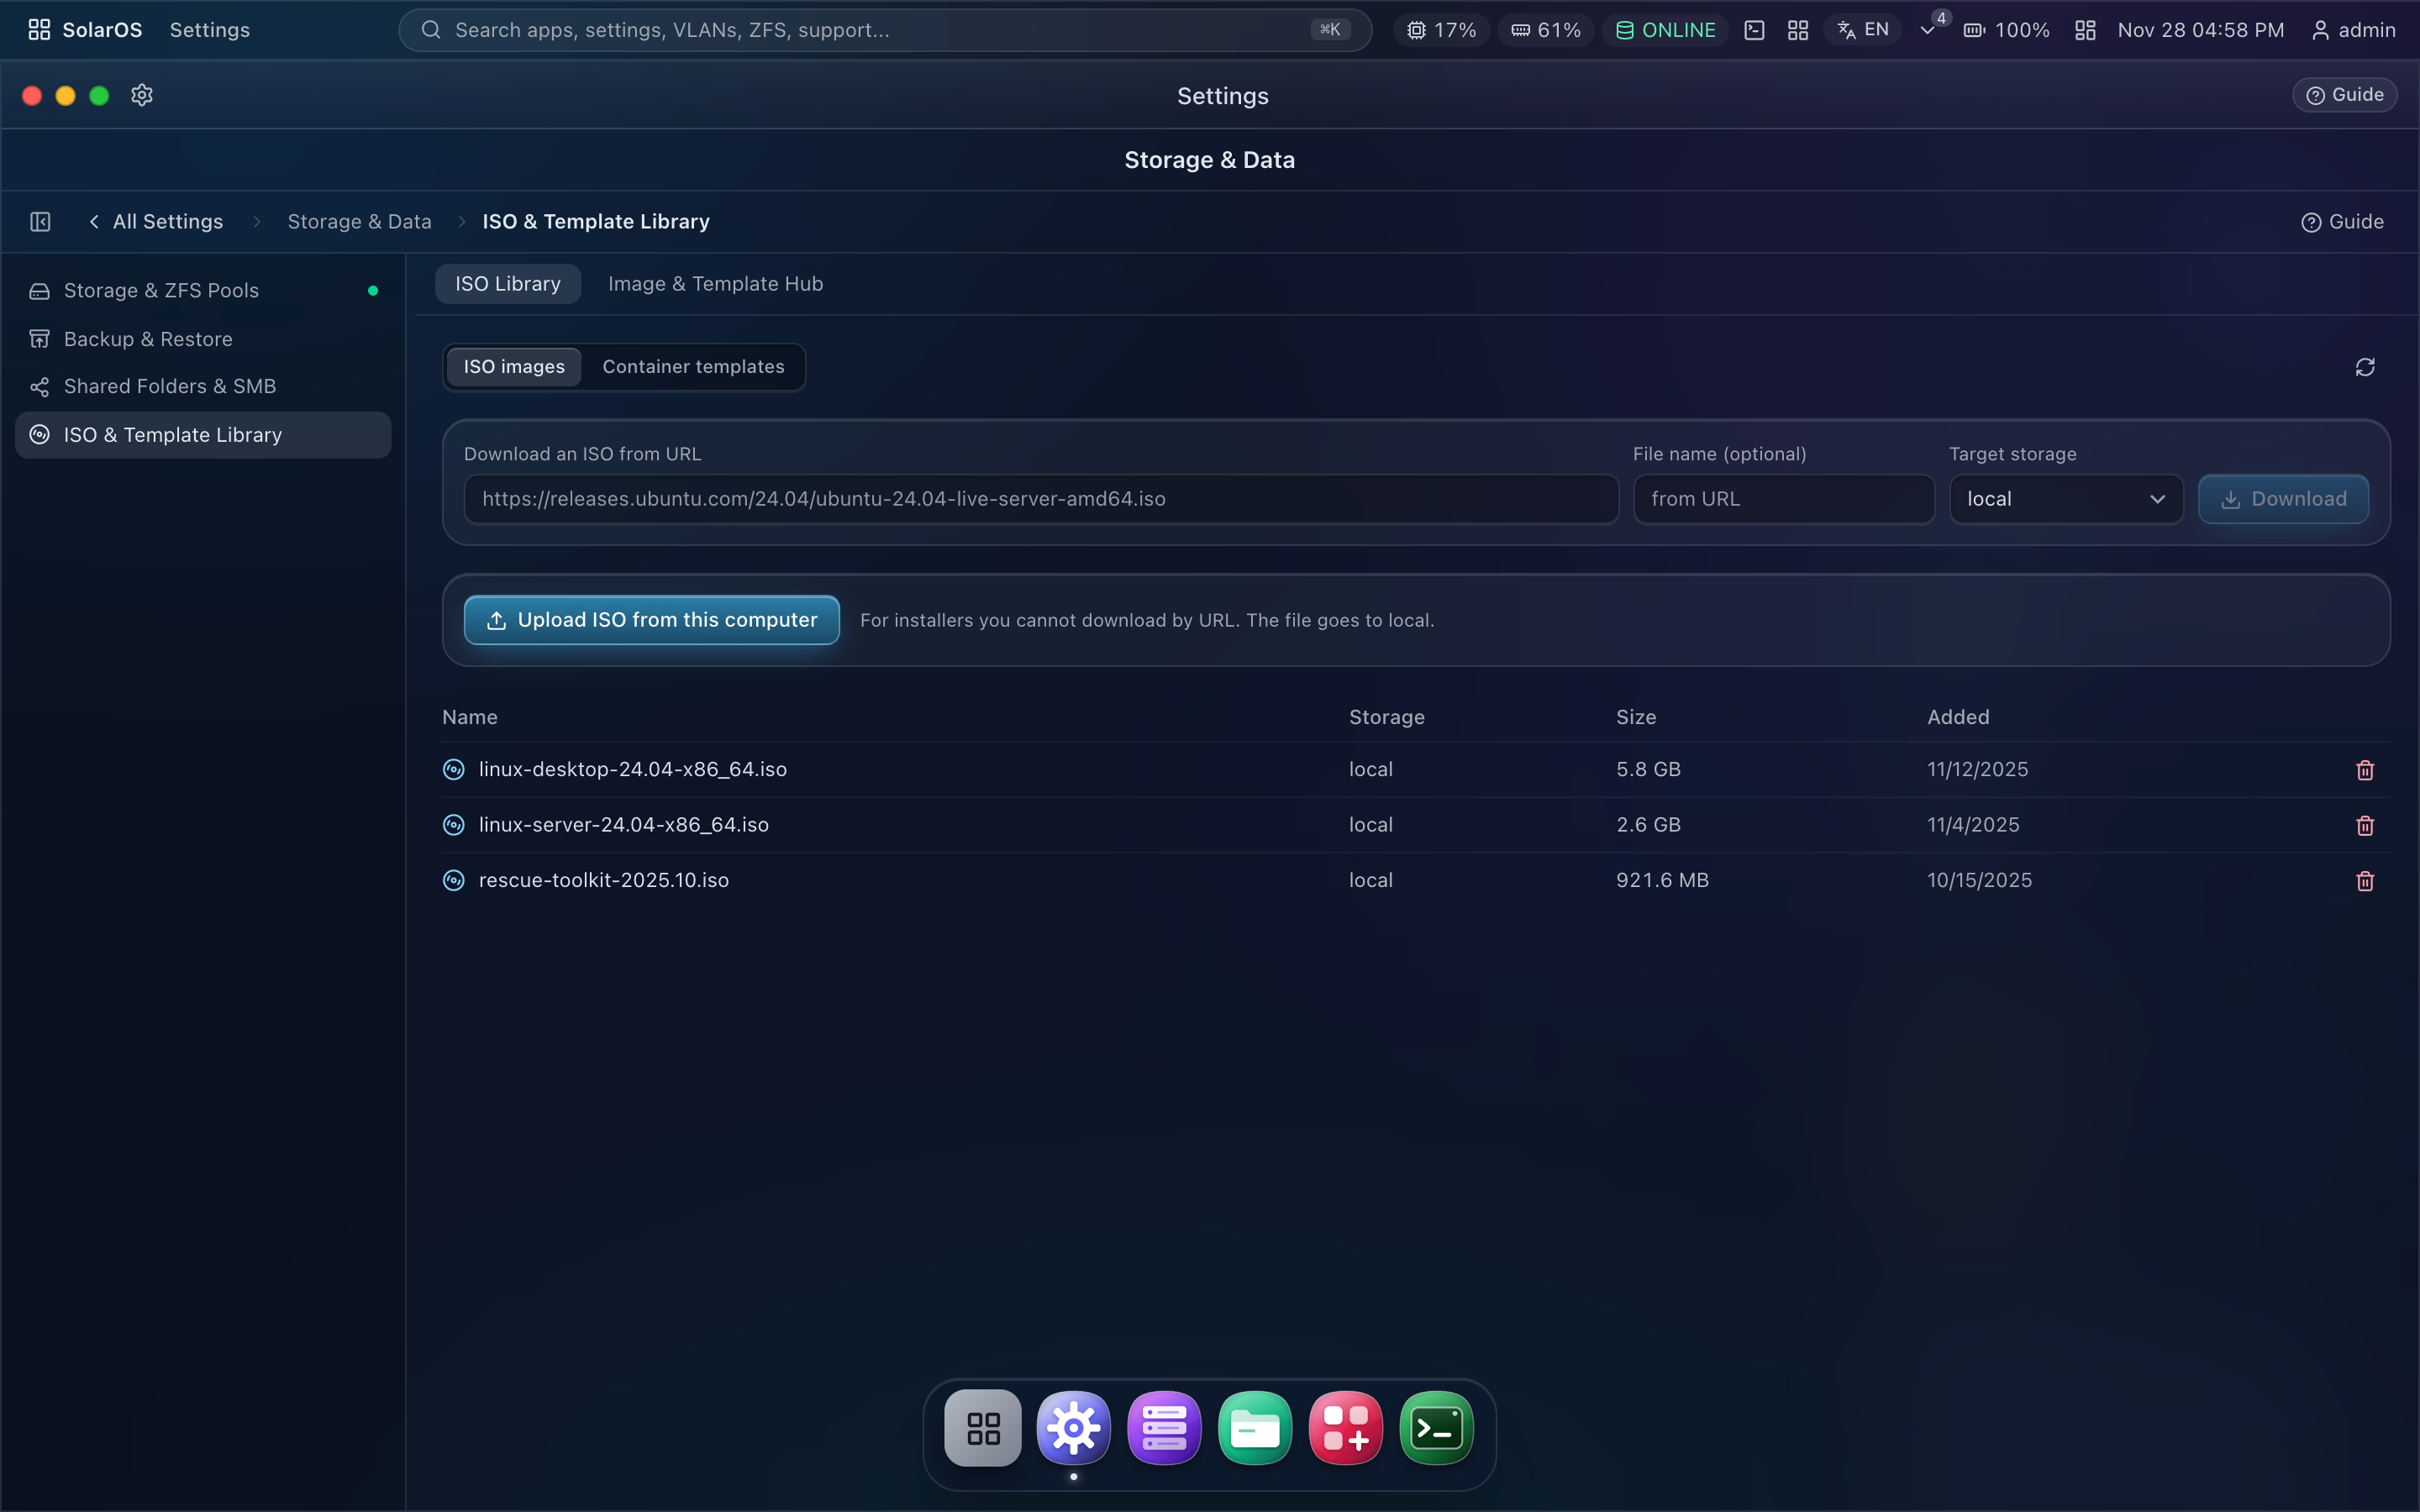 SolarOS Settings Search apps, settings, VLANs, ZFS, support... ⌘K 17% 61% ONLINE EN 4 100% Nov 28 04:58 PM admin
Settings Guide
Storage & Data
All Settings Storage & Data ISO & Template Library Guide
Storage & ZFS Pools
Backup & Restore
Shared Folders & SMB
ISO & Template Library
ISO Library Image & Template Hub
ISO images Container templates
Download an ISO from URL File name (optional) Target storage
https://releases.ubuntu.com/24.04/ubuntu-24.04-live-server-amd64.iso from URL local Download
Upload ISO from this computer For installers you cannot download by URL. The file goes to local.
Name Storage Size Added
linux-desktop-24.04-x86_64.iso local 5.8 GB 11/12/2025
linux-server-24.04-x86_64.iso local 2.6 GB 11/4/2025
rescue-toolkit-2025.10.iso local 921.6 MB 10/15/2025